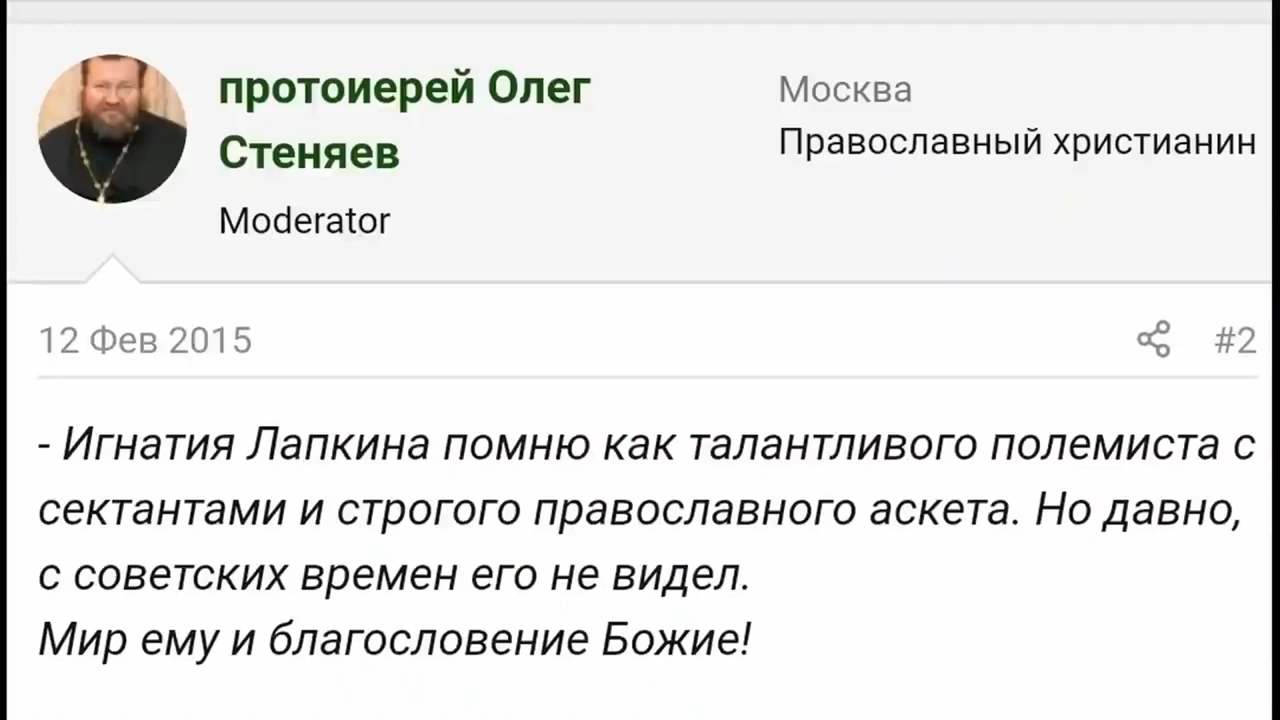 протоиерей Олег
Стеняев
Moderator
Москва
Православный христианин
12 Фев 2015
#2
- Игнатия Лапкина помню как талантливого полемиста с
сектантами и строгого православного аскета. Но давно,
с советских времен его не видел.
Мир ему и благословение Божие!